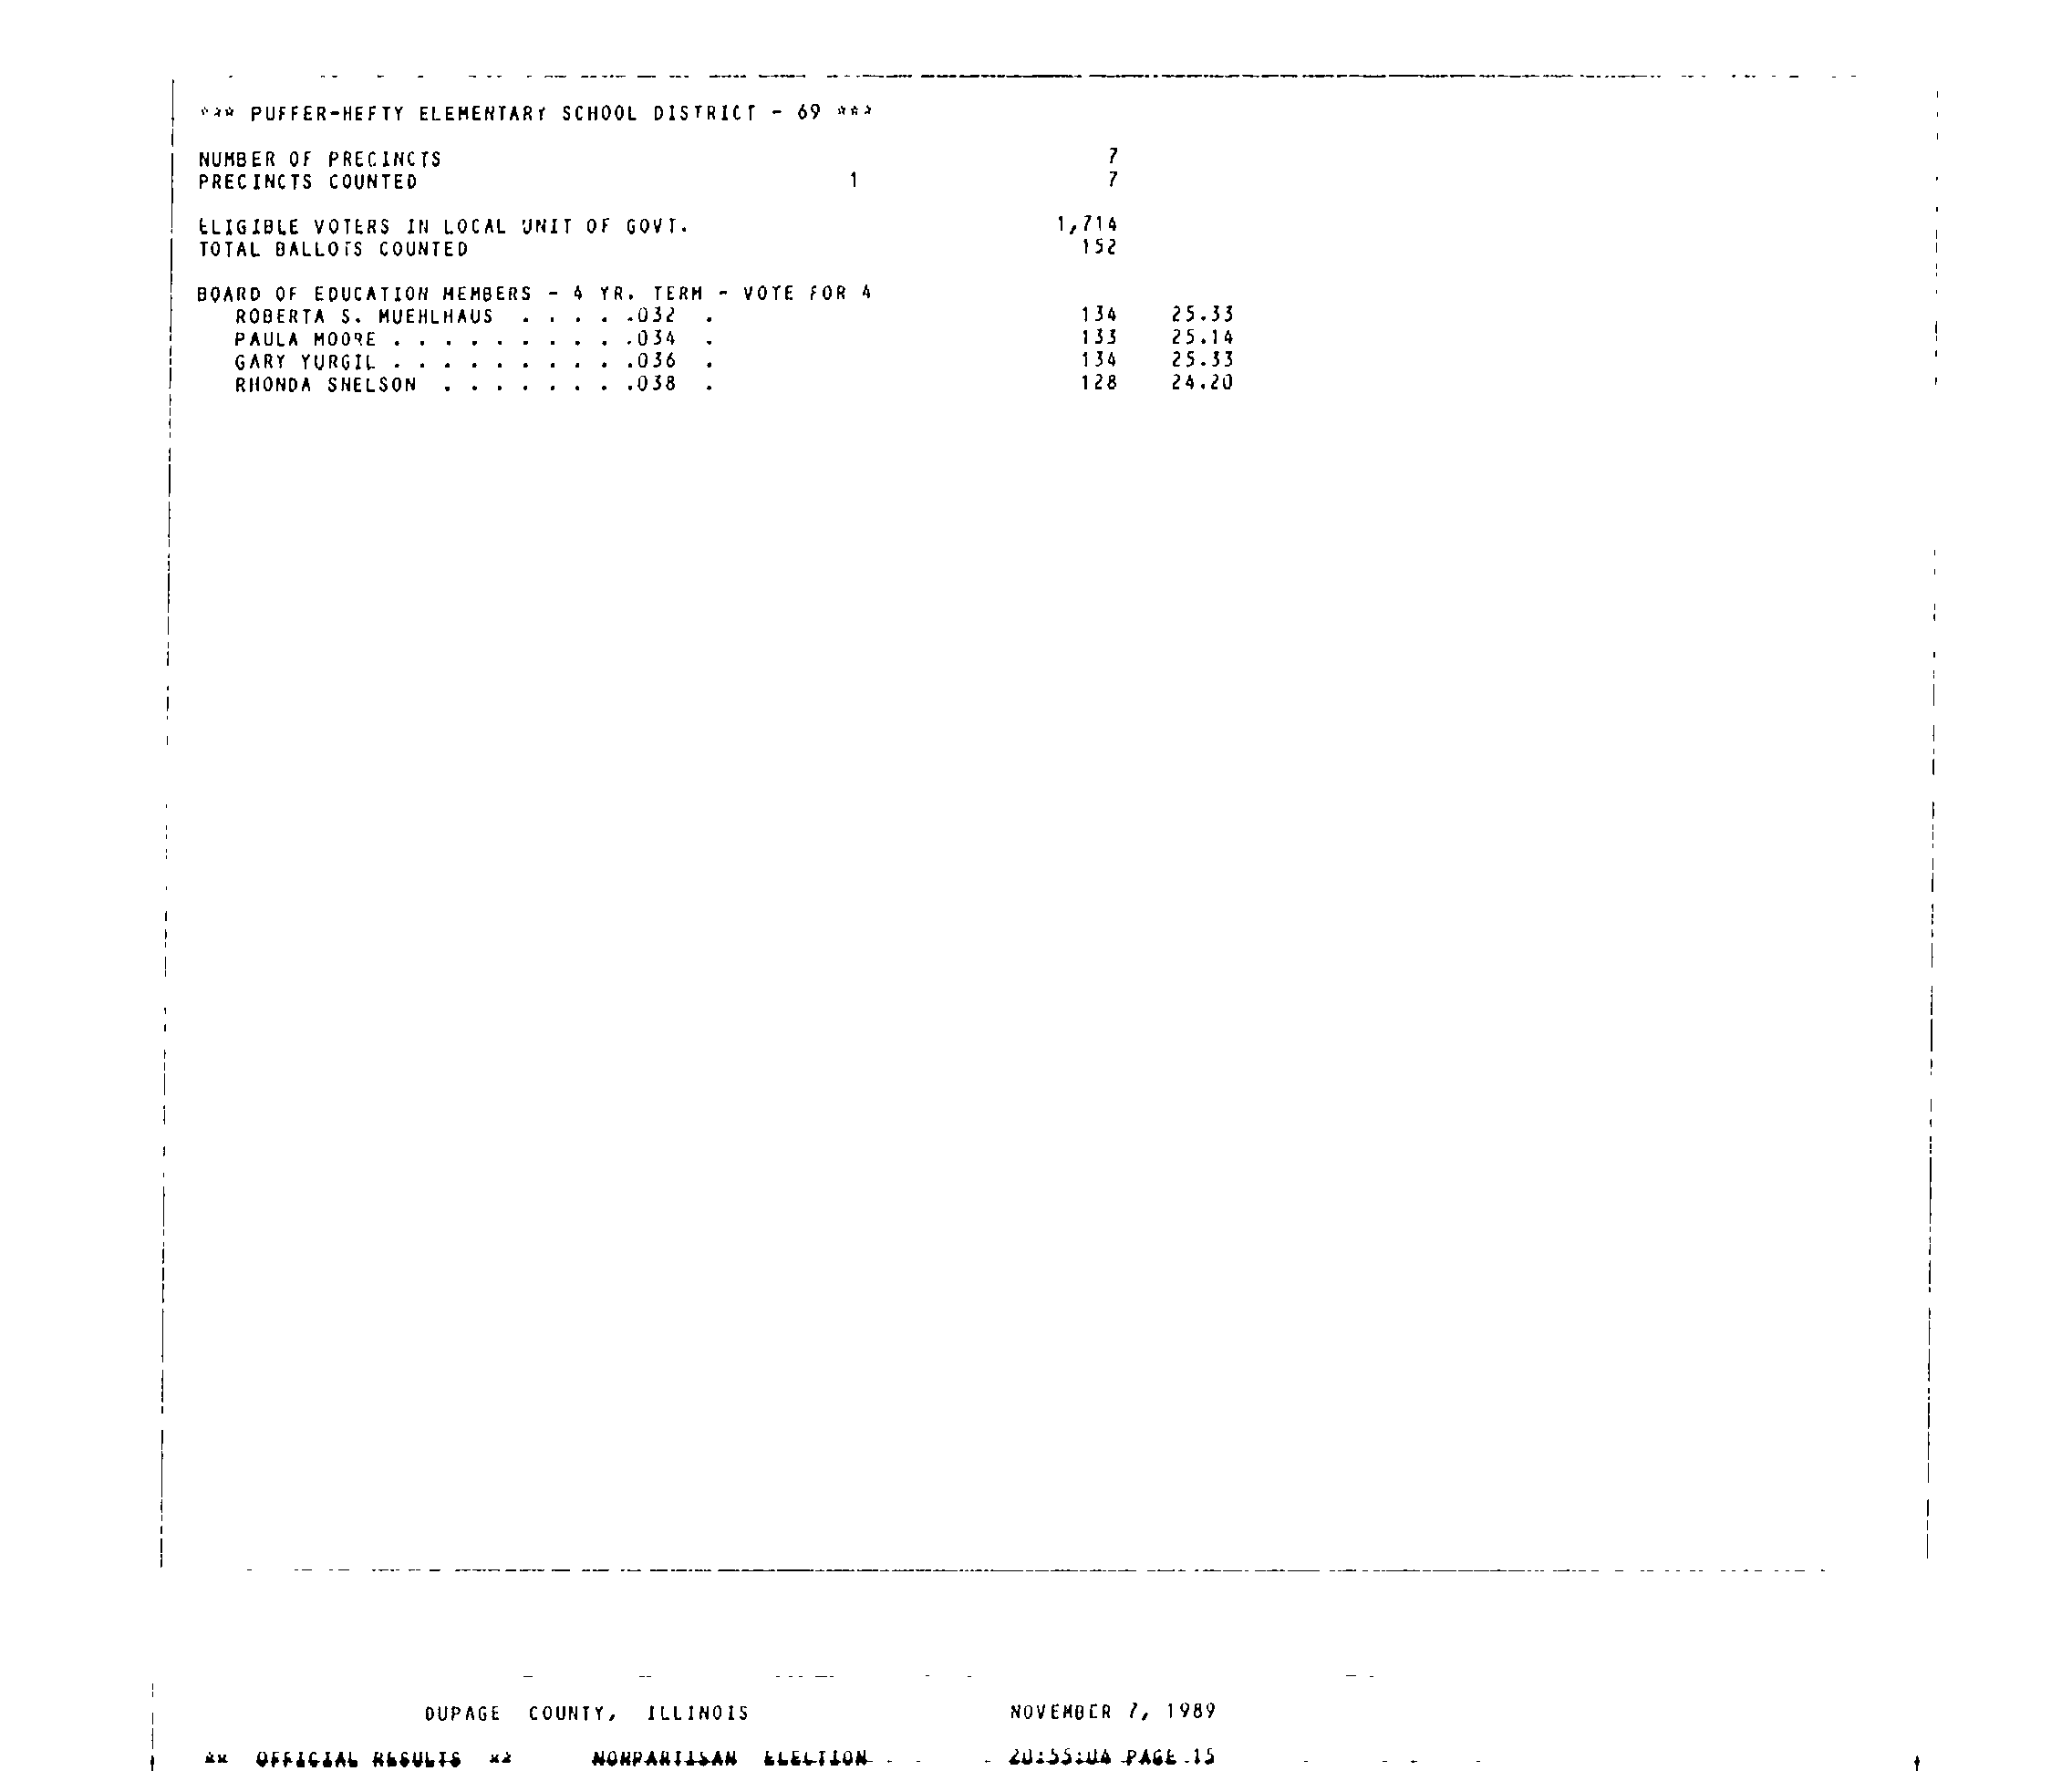 *** PUFFER-HEFTY ELEMENTARY SCHOOL DISTRICT - 69 ***
NUMBER OF PRECINCTS 7
PRECINCTS COUNTED 1 7
ELIGIBLE VOTERS IN LOCAL UNIT OF GOVT. 1,714
TOTAL BALLOTS COUNTED 152
BOARD OF EDUCATION MEMBERS - 4 YR. TERM - VOTE FOR 4
ROBERTA S. MUEHLHAUS . . . . .032 . 134 25.33
PAULA MOORE . . . . . . . . . .034 . 133 25.14
GARY YURGIL . . . . . . . . . .036 . 134 25.33
RHONDA SNELSON . . . . . . . .038 . 128 24.20
DUPAGE COUNTY, ILLINOIS NOVEMBER 7, 1989
** OFFICIAL RESULTS ** NONPARTISAN ELECTION 20:55:04 PAGE 15